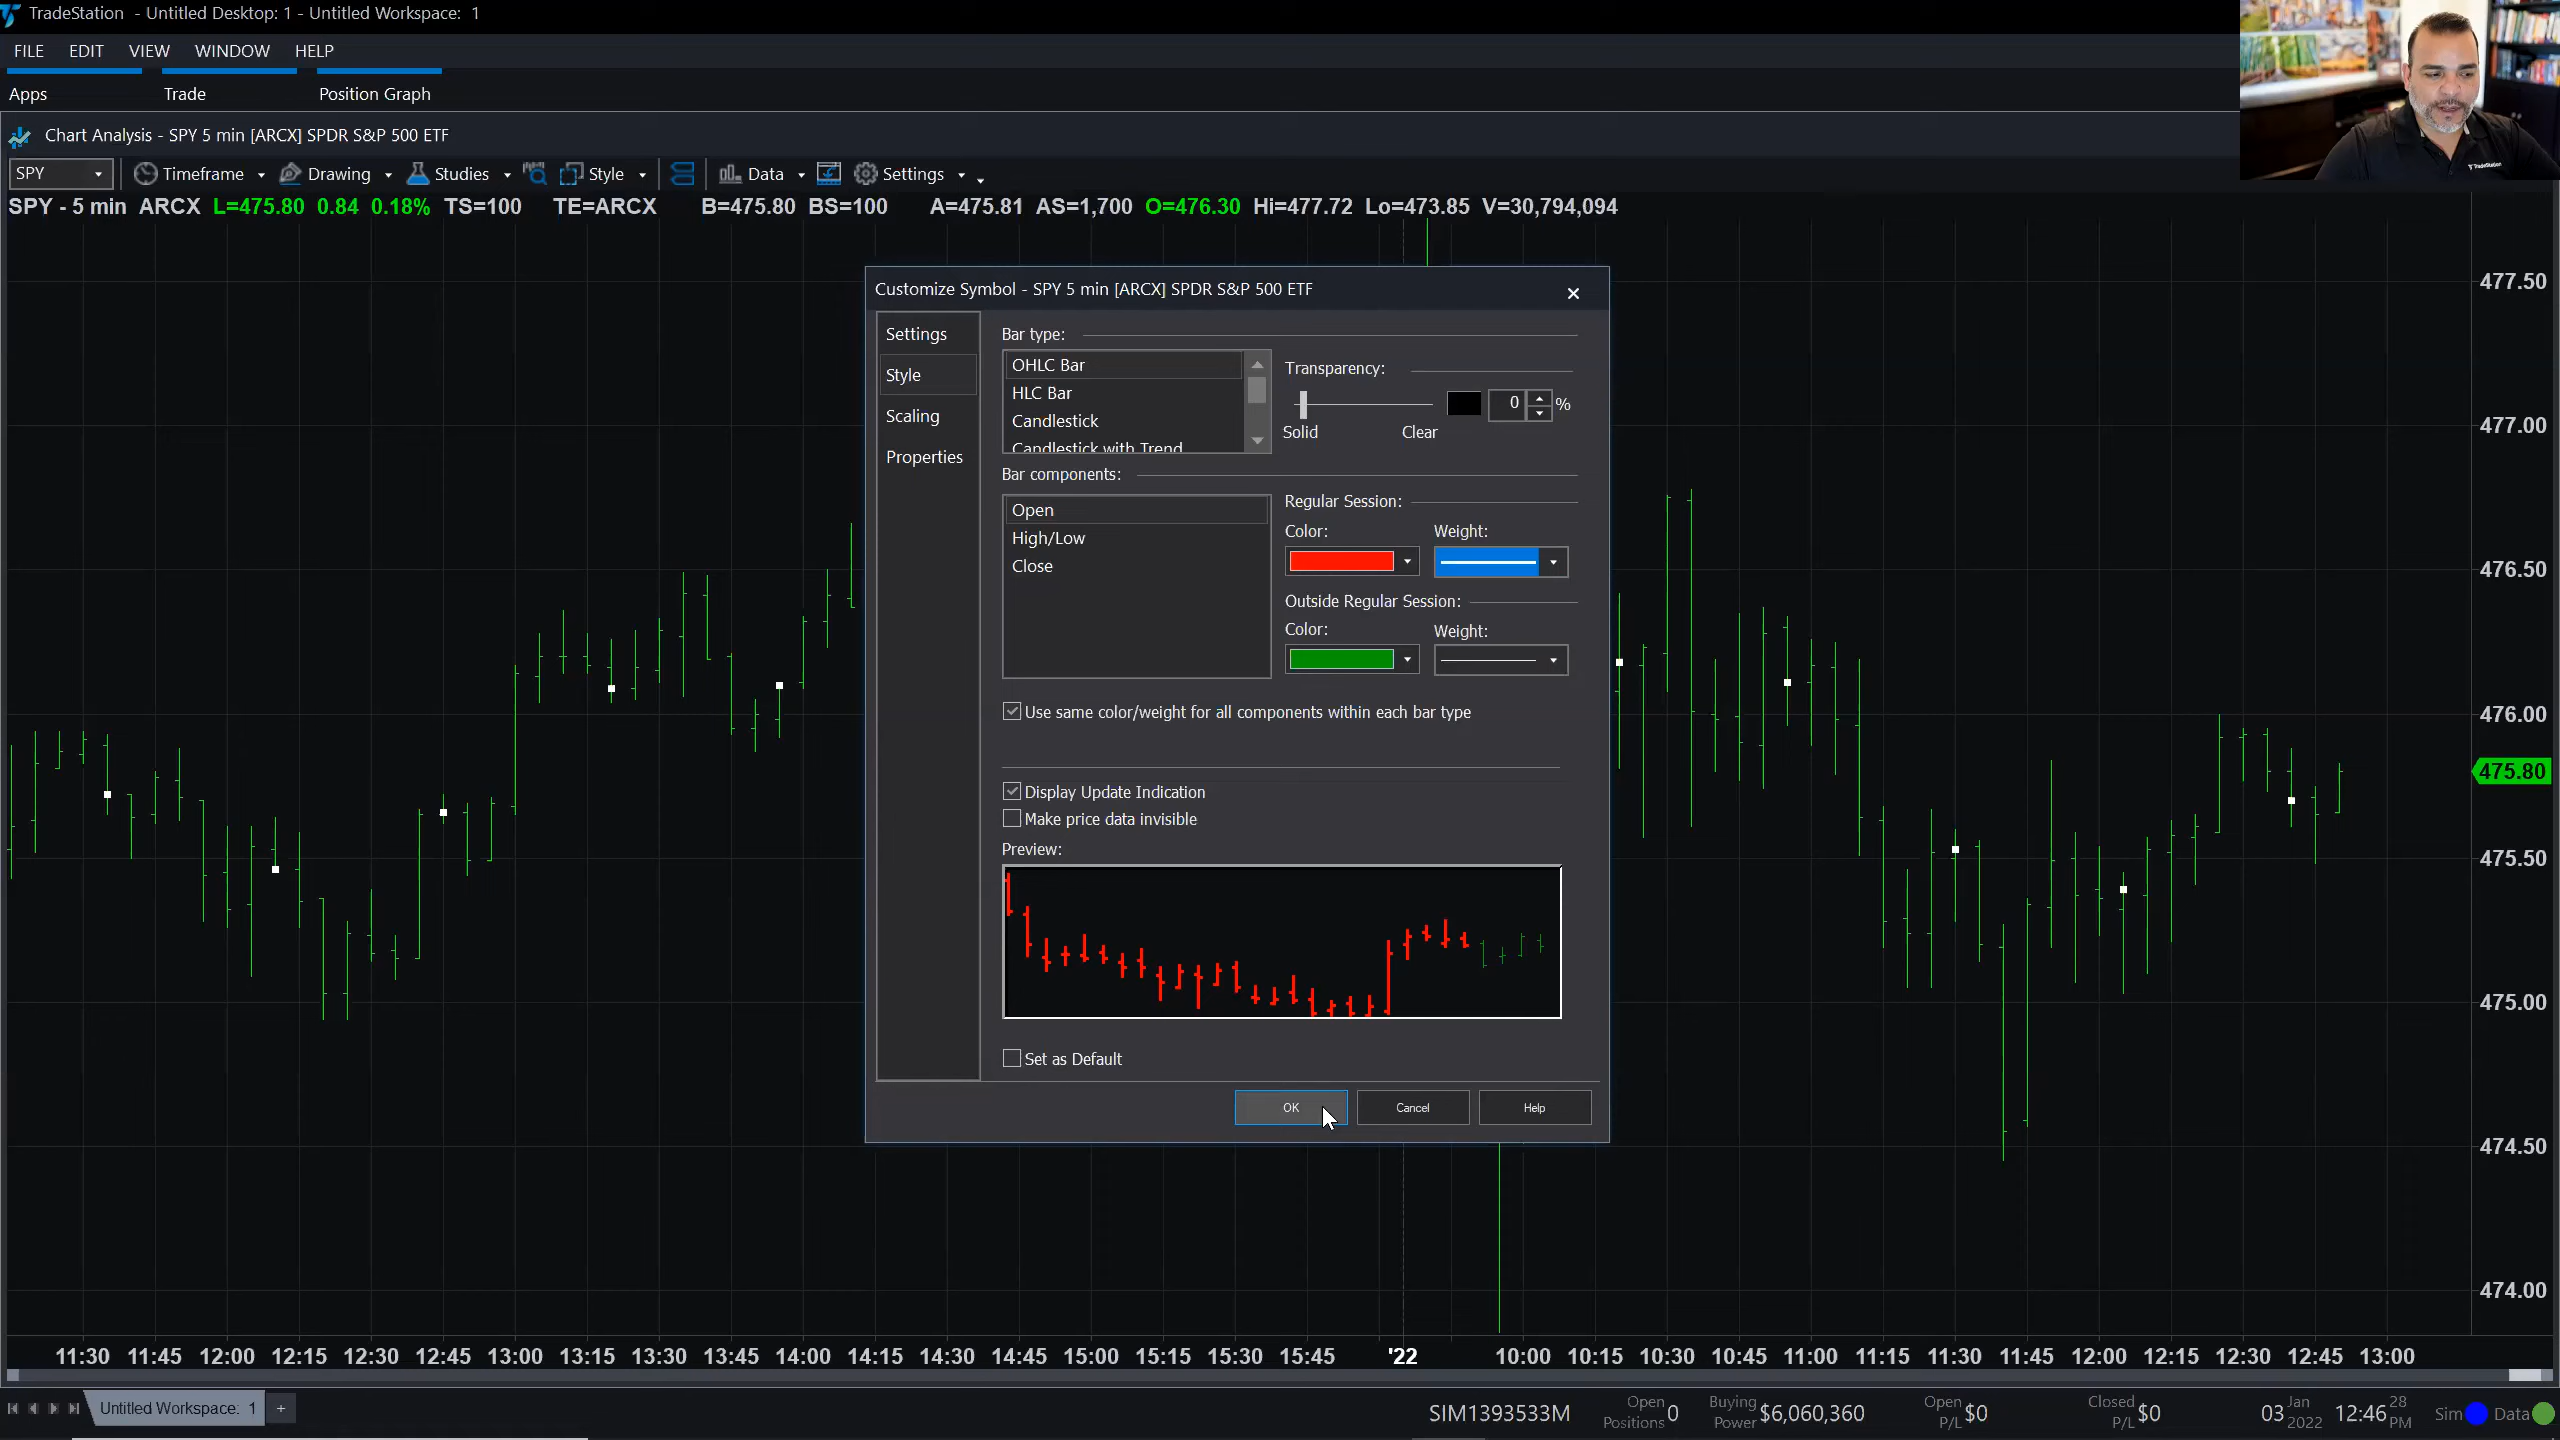 TradeStation - Untitled Desktop: 1 - Untitled Workspace: 1
FILE EDIT VIEW WINDOW HELP
Apps Trade Position Graph
Chart Analysis - SPY 5 min [ARCX] SPDR S&P 500 ETF
SPY Timeframe Drawing Studies Style Data Settings
SPY - 5 min ARCX L=475.80 0.84 0.18% TS=100 TE=ARCX B=475.80 BS=100 A=475.81 AS=1,700 O=476.30 Hi=477.72 Lo=473.85 V=30,794,094
Customize Symbol - SPY 5 min [ARCX] SPDR S&P 500 ETF
Settings
Style
Scaling
Properties
Bar type:
OHLC Bar
HLC Bar
Candlestick
Candlestick with Trend
Transparency:
0 %
Solid Clear
Bar components:
Open
High/Low
Close
Regular Session:
Color: Weight:
Outside Regular Session:
Color: Weight:
Use same color/weight for all components within each bar type
Display Update Indication
Make price data invisible
Preview:
Set as Default
OK Cancel Help
477.50
477.00
476.50
476.00
475.80
475.50
475.00
474.50
474.00
11:30 11:45 12:00 12:15 12:30 12:45 13:00 13:15 13:30 13:45 14:00 14:15 14:30 14:45 15:00 15:15 15:30 15:45 '22 10:00 10:15 10:30 10:45 11:00 11:15 11:30 11:45 12:00 12:15 12:30 12:45 13:00
Untitled Workspace: 1 +
SIM1393533M Open Positions 0 Buying Power $6,060,360 Open P/L $0 Closed P/L $0 03 Jan 2022 12:46 28 PM Sim Data
TradeStation